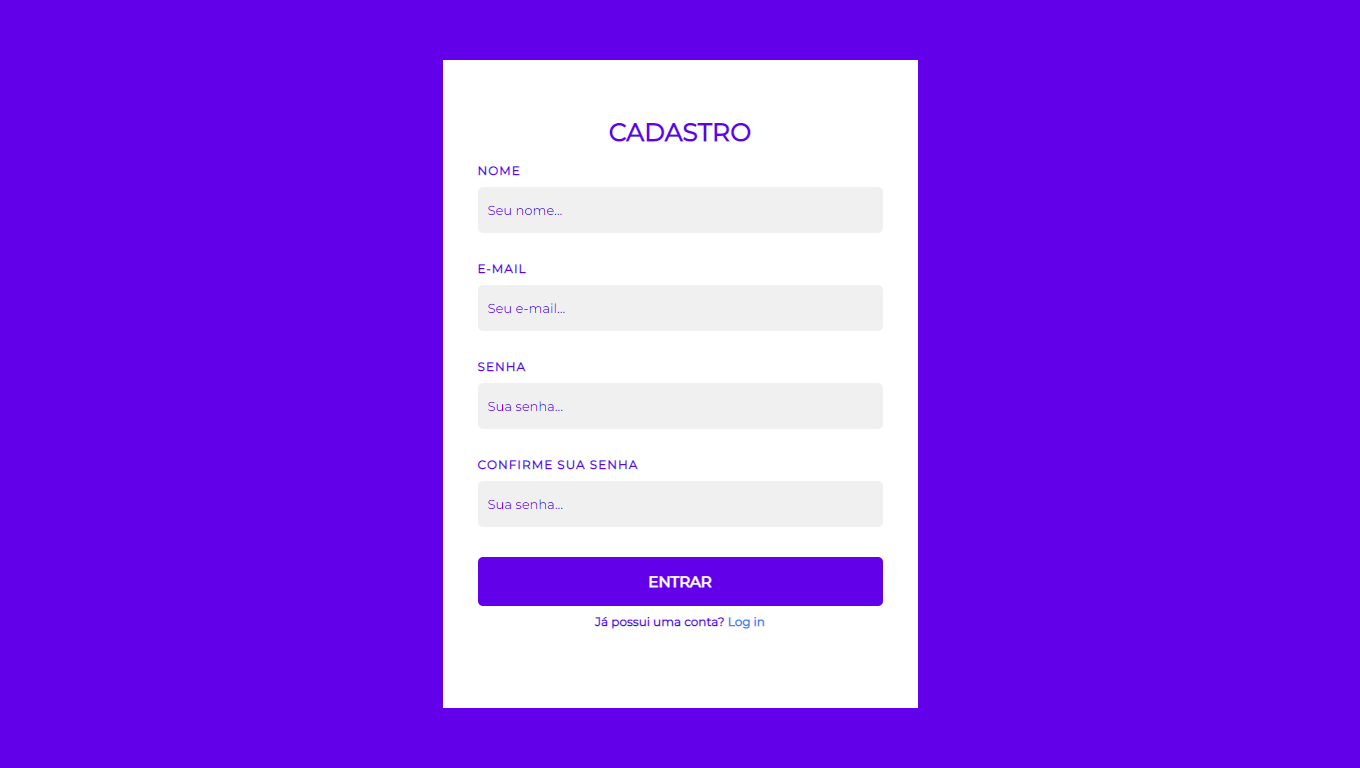 CADASTRO
NOME
Seu nome...
E-MAIL
Seu e-mail...
SENHA
Sua senha...
CONFIRME SUA SENHA
Sua senha...
ENTRAR
Já possui uma conta? Log in